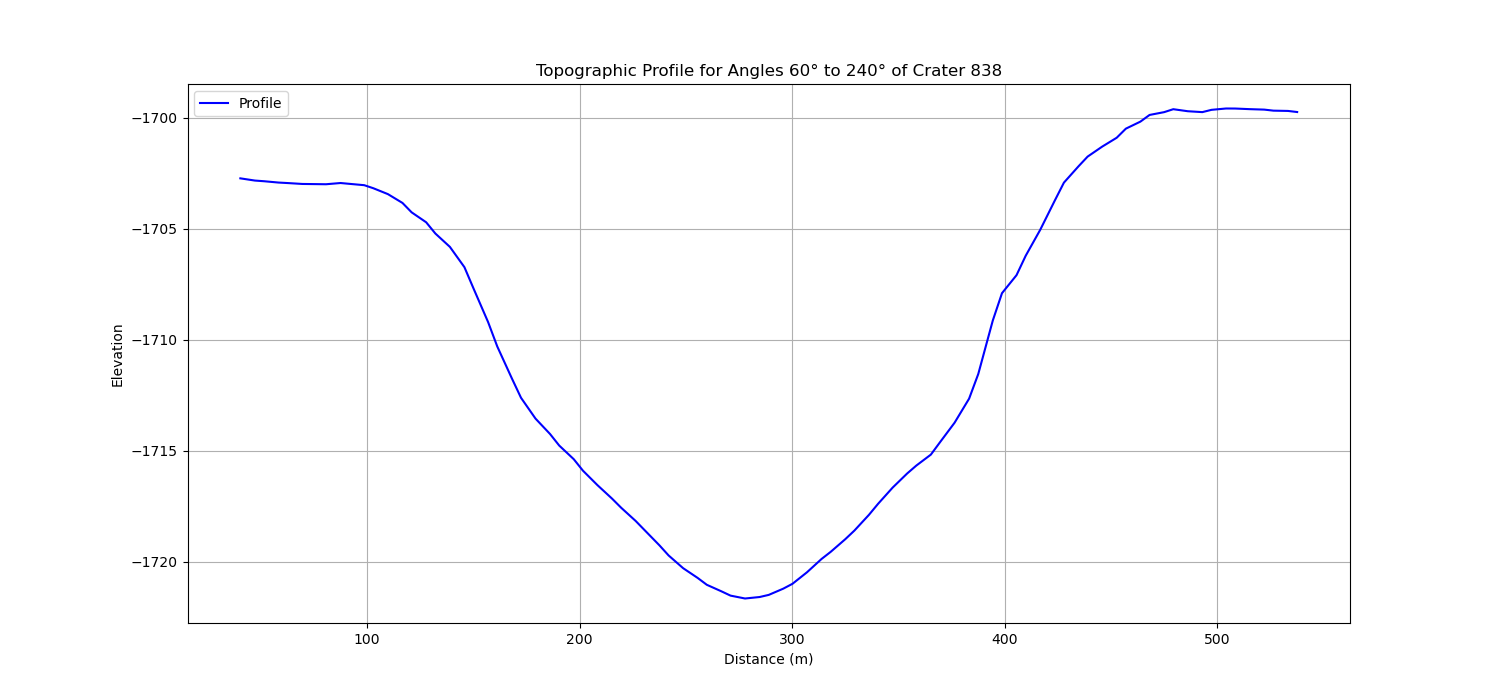 Topographic Profile for Angles 60° to 240° of Crater 838
Profile
−1700
−1705
−1710
−1715
−1720
Elevation
100 200 300 400 500
Distance (m)